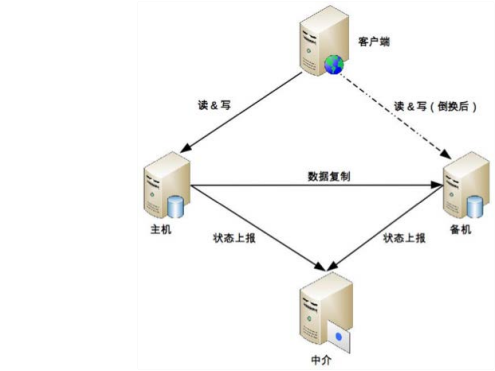 客户端
读 & 写
读 & 写（倒换后）
数据复制
主机
备机
状态上报
状态上报
中介